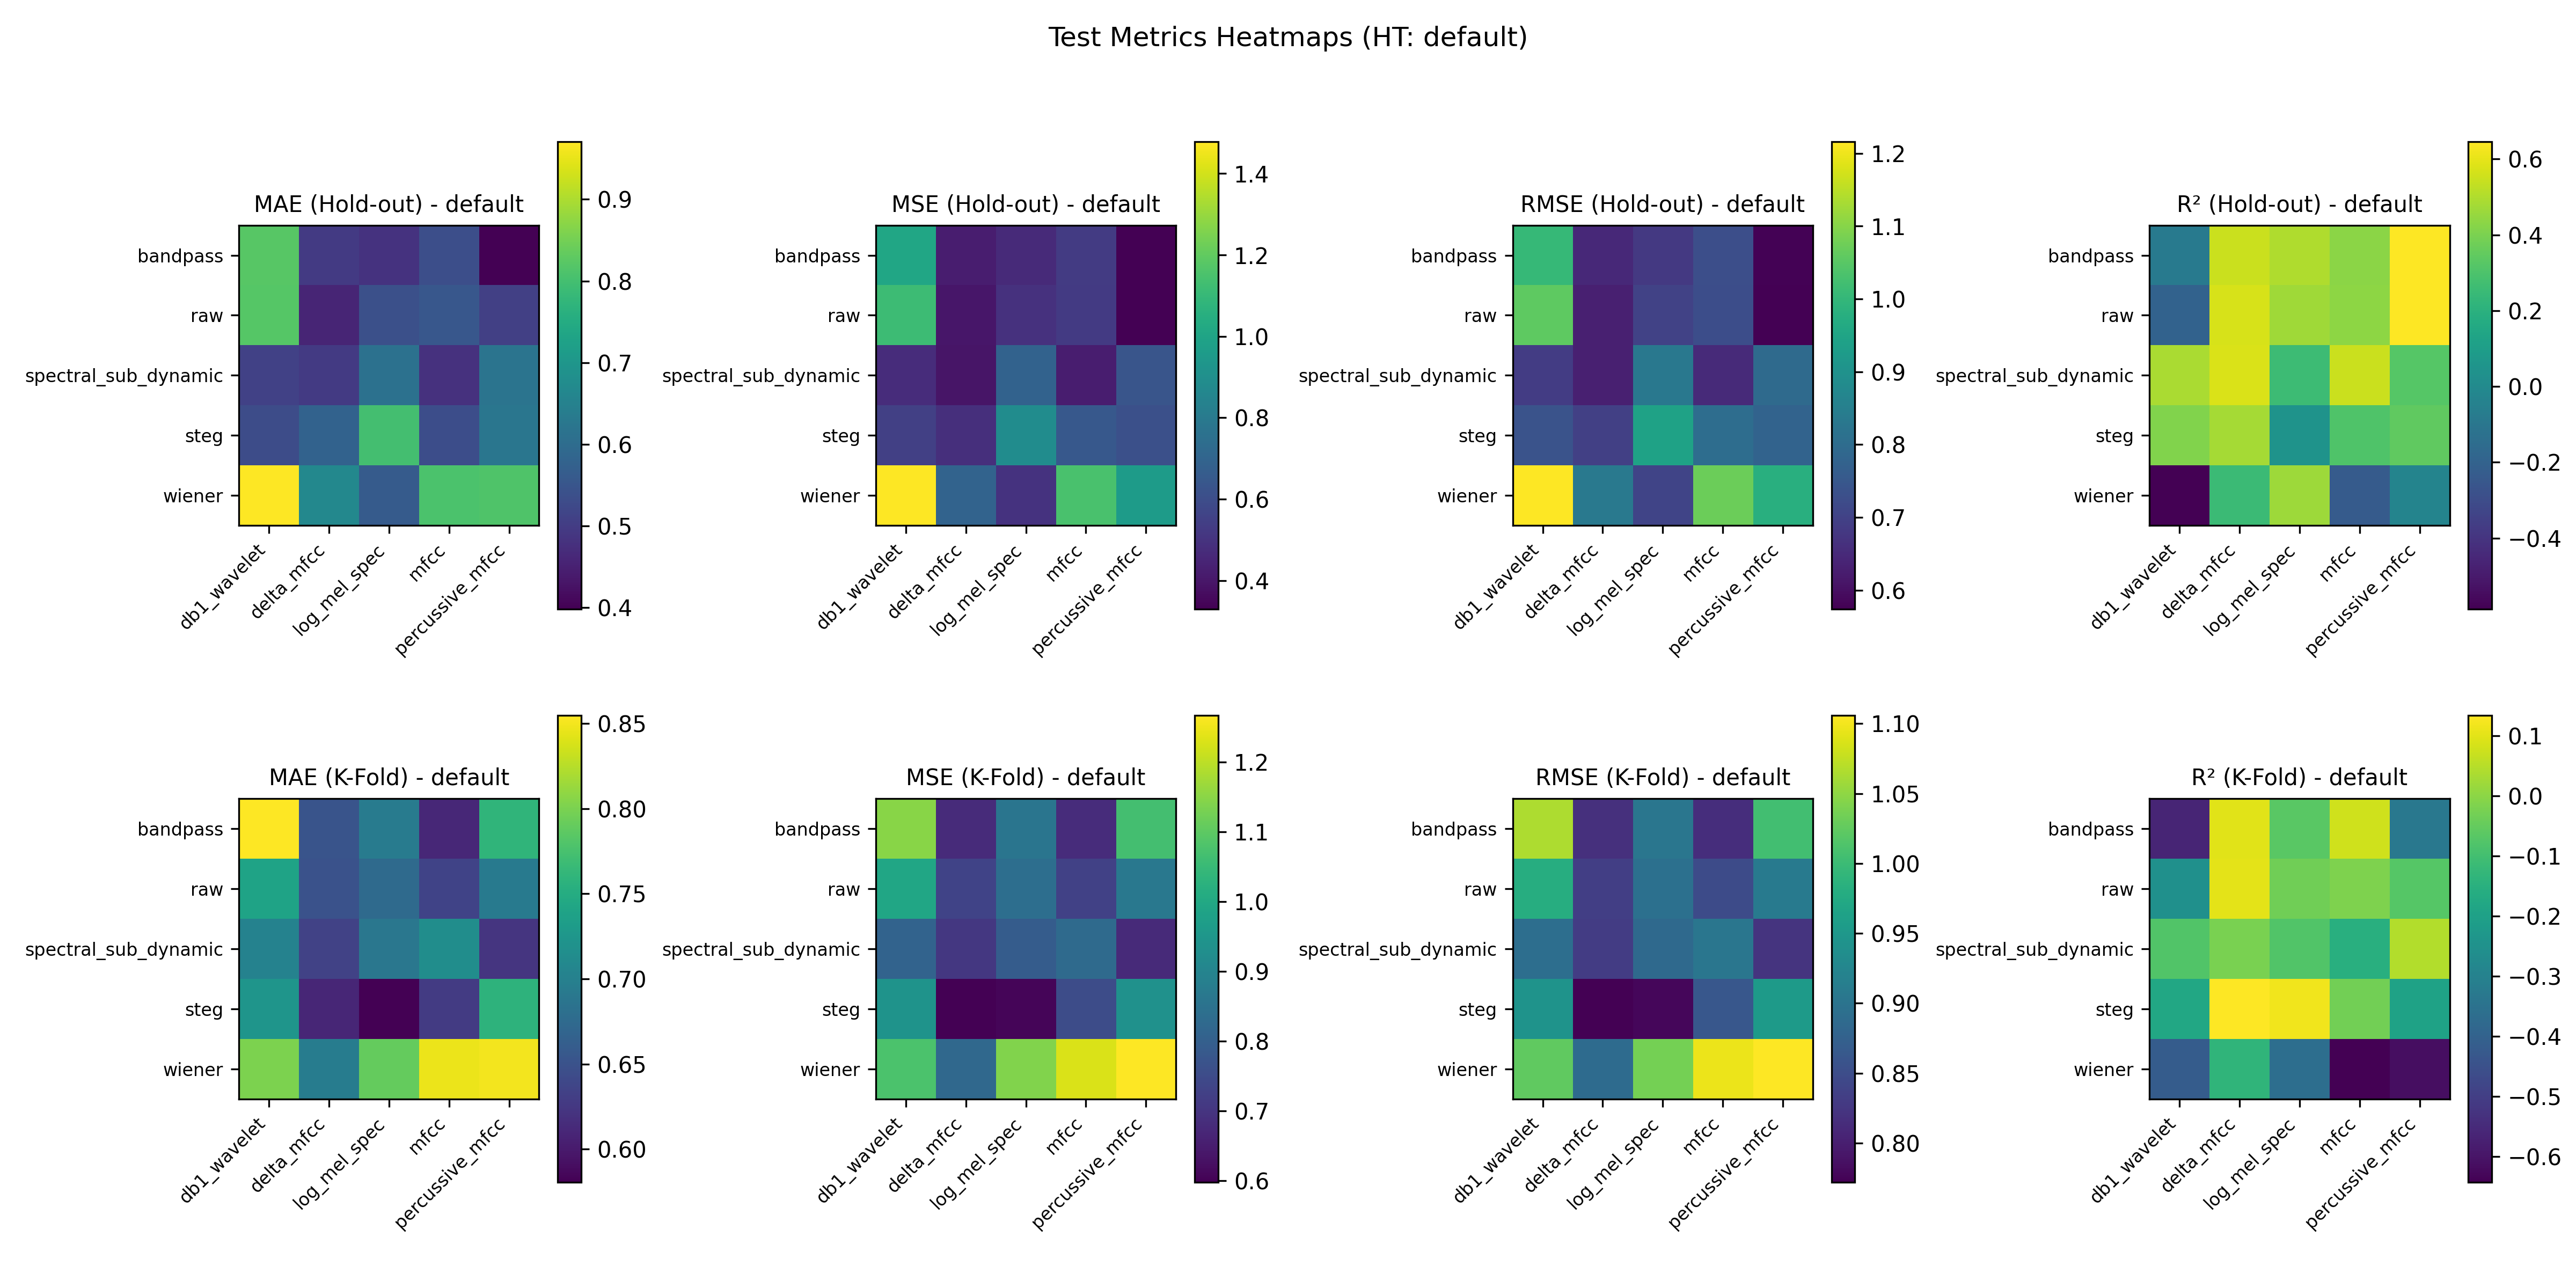 Test Metrics Heatmaps (HT: default)
MAE (Hold-out) - default
bandpass
raw
spectral_sub_dynamic
steg
wiener
db1_wavelet
delta_mfcc
log_mel_spec
mfcc
percussive_mfcc
0.9
0.8
0.7
0.6
0.5
0.4
MSE (Hold-out) - default
bandpass
raw
spectral_sub_dynamic
steg
wiener
db1_wavelet
delta_mfcc
log_mel_spec
mfcc
percussive_mfcc
1.4
1.2
1.0
0.8
0.6
0.4
RMSE (Hold-out) - default
bandpass
raw
spectral_sub_dynamic
steg
wiener
db1_wavelet
delta_mfcc
log_mel_spec
mfcc
percussive_mfcc
1.2
1.1
1.0
0.9
0.8
0.7
0.6
R² (Hold-out) - default
bandpass
raw
spectral_sub_dynamic
steg
wiener
db1_wavelet
delta_mfcc
log_mel_spec
mfcc
percussive_mfcc
0.6
0.4
0.2
0.0
−0.2
−0.4
MAE (K-Fold) - default
bandpass
raw
spectral_sub_dynamic
steg
wiener
db1_wavelet
delta_mfcc
log_mel_spec
mfcc
percussive_mfcc
0.85
0.80
0.75
0.70
0.65
0.60
MSE (K-Fold) - default
bandpass
raw
spectral_sub_dynamic
steg
wiener
db1_wavelet
delta_mfcc
log_mel_spec
mfcc
percussive_mfcc
1.2
1.1
1.0
0.9
0.8
0.7
0.6
RMSE (K-Fold) - default
bandpass
raw
spectral_sub_dynamic
steg
wiener
db1_wavelet
delta_mfcc
log_mel_spec
mfcc
percussive_mfcc
1.10
1.05
1.00
0.95
0.90
0.85
0.80
R² (K-Fold) - default
bandpass
raw
spectral_sub_dynamic
steg
wiener
db1_wavelet
delta_mfcc
log_mel_spec
mfcc
percussive_mfcc
0.1
0.0
−0.1
−0.2
−0.3
−0.4
−0.5
−0.6